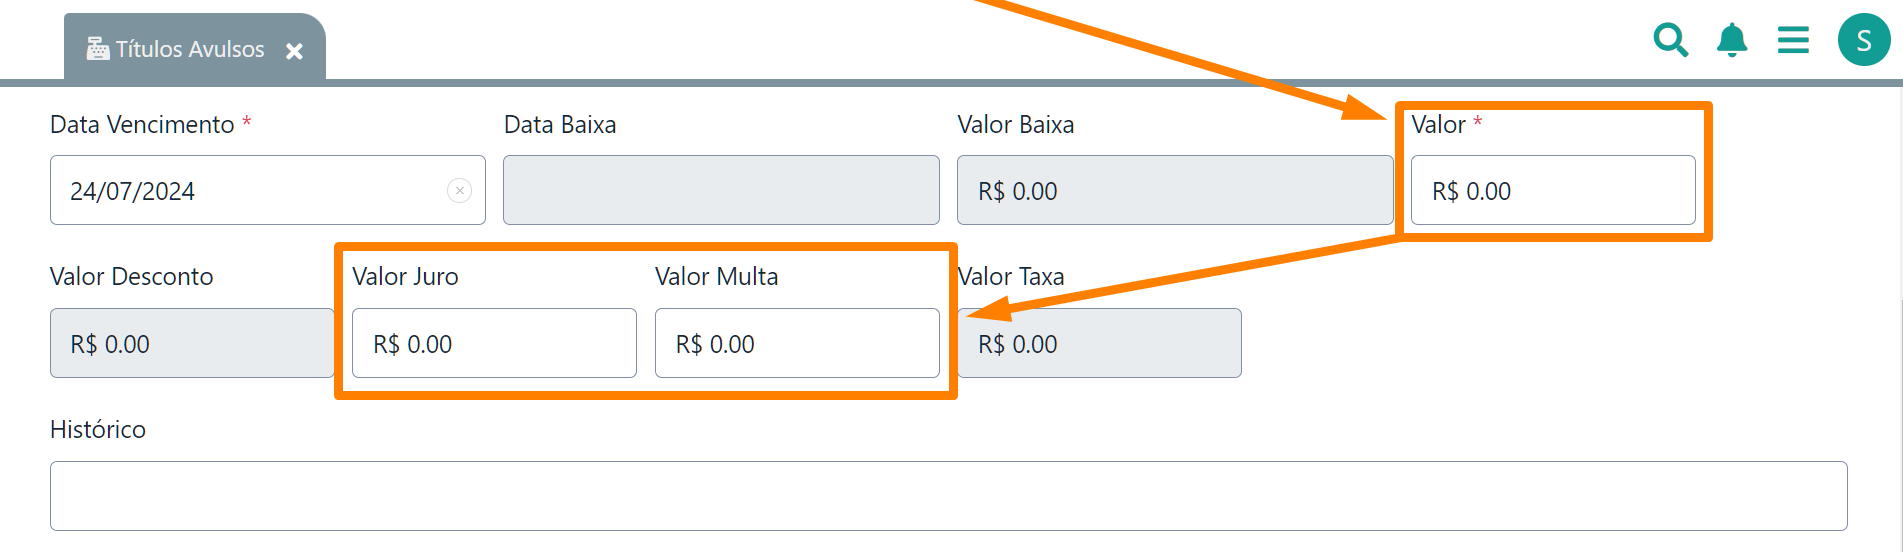 Títulos Avulsos
S
Data Vencimento * Data Baixa Valor Baixa Valor *
24/07/2024 R$ 0.00 R$ 0.00
Valor Desconto Valor Juro Valor Multa Valor Taxa
R$ 0.00 R$ 0.00 R$ 0.00 R$ 0.00
Histórico